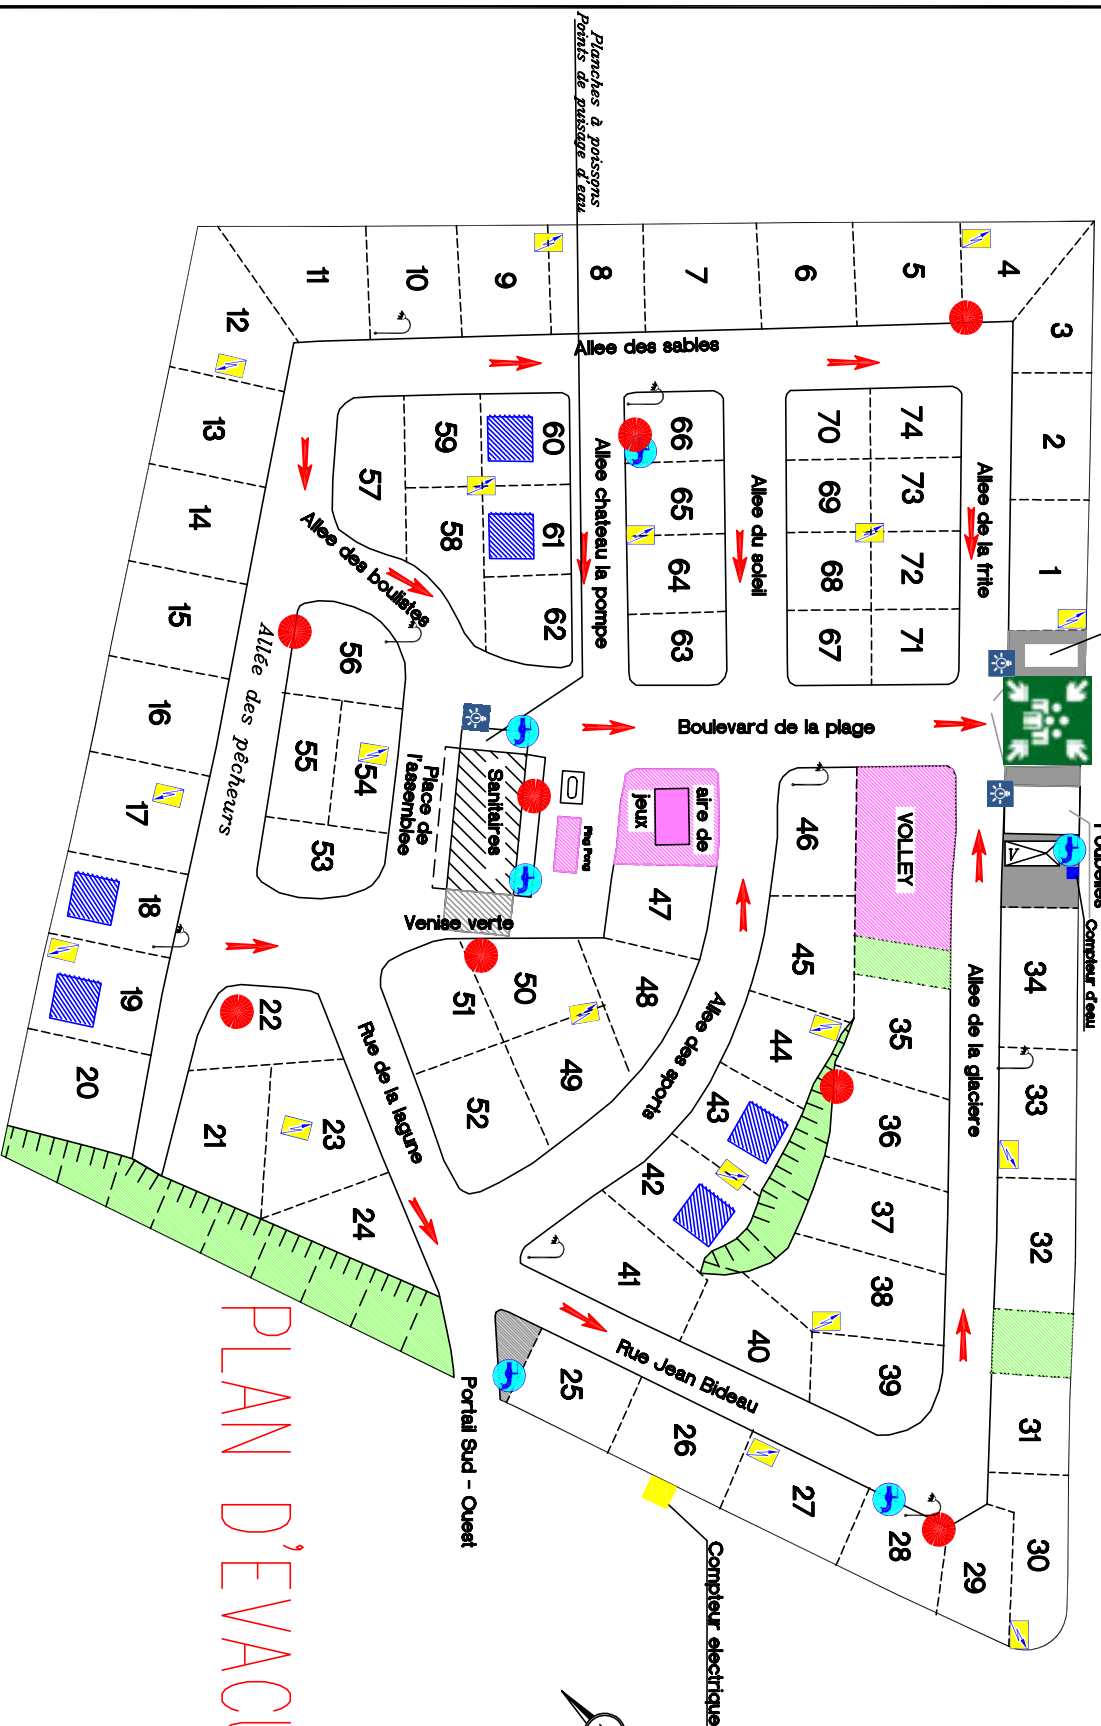 Planches à poissons
Points de puisage d'eau
4
3
5
6
7
8
9
10
11
12
2
1
13
14
15
16
17
18
19
20
Allee des sables
74
73
72
71
70
69
68
67
Allee de la frite
Allee du soleil
66
65
64
63
Allee chateau la pompe
60
61
62
59
58
57
Allee des boulistes
56
55
54
53
Allée des pêcheurs
Boulevard de la plage
Place de
l'assemblee
Sanitaires
Ping Pong
aire de
jeux
VOLLEY
Venise verte
46
45
44
43
42
41
40
47
48
50
51
49
52
35
36
37
38
39
Allee des sports
Allee de la glaciere
Compteur d'eau
V
34
33
32
31
30
29
28
27
26
25
22
21
23
24
Rue de la lagune
Rue Jean Bideau
Portail Sud - Ouest
Compteur electrique
PLAN D'EVACU